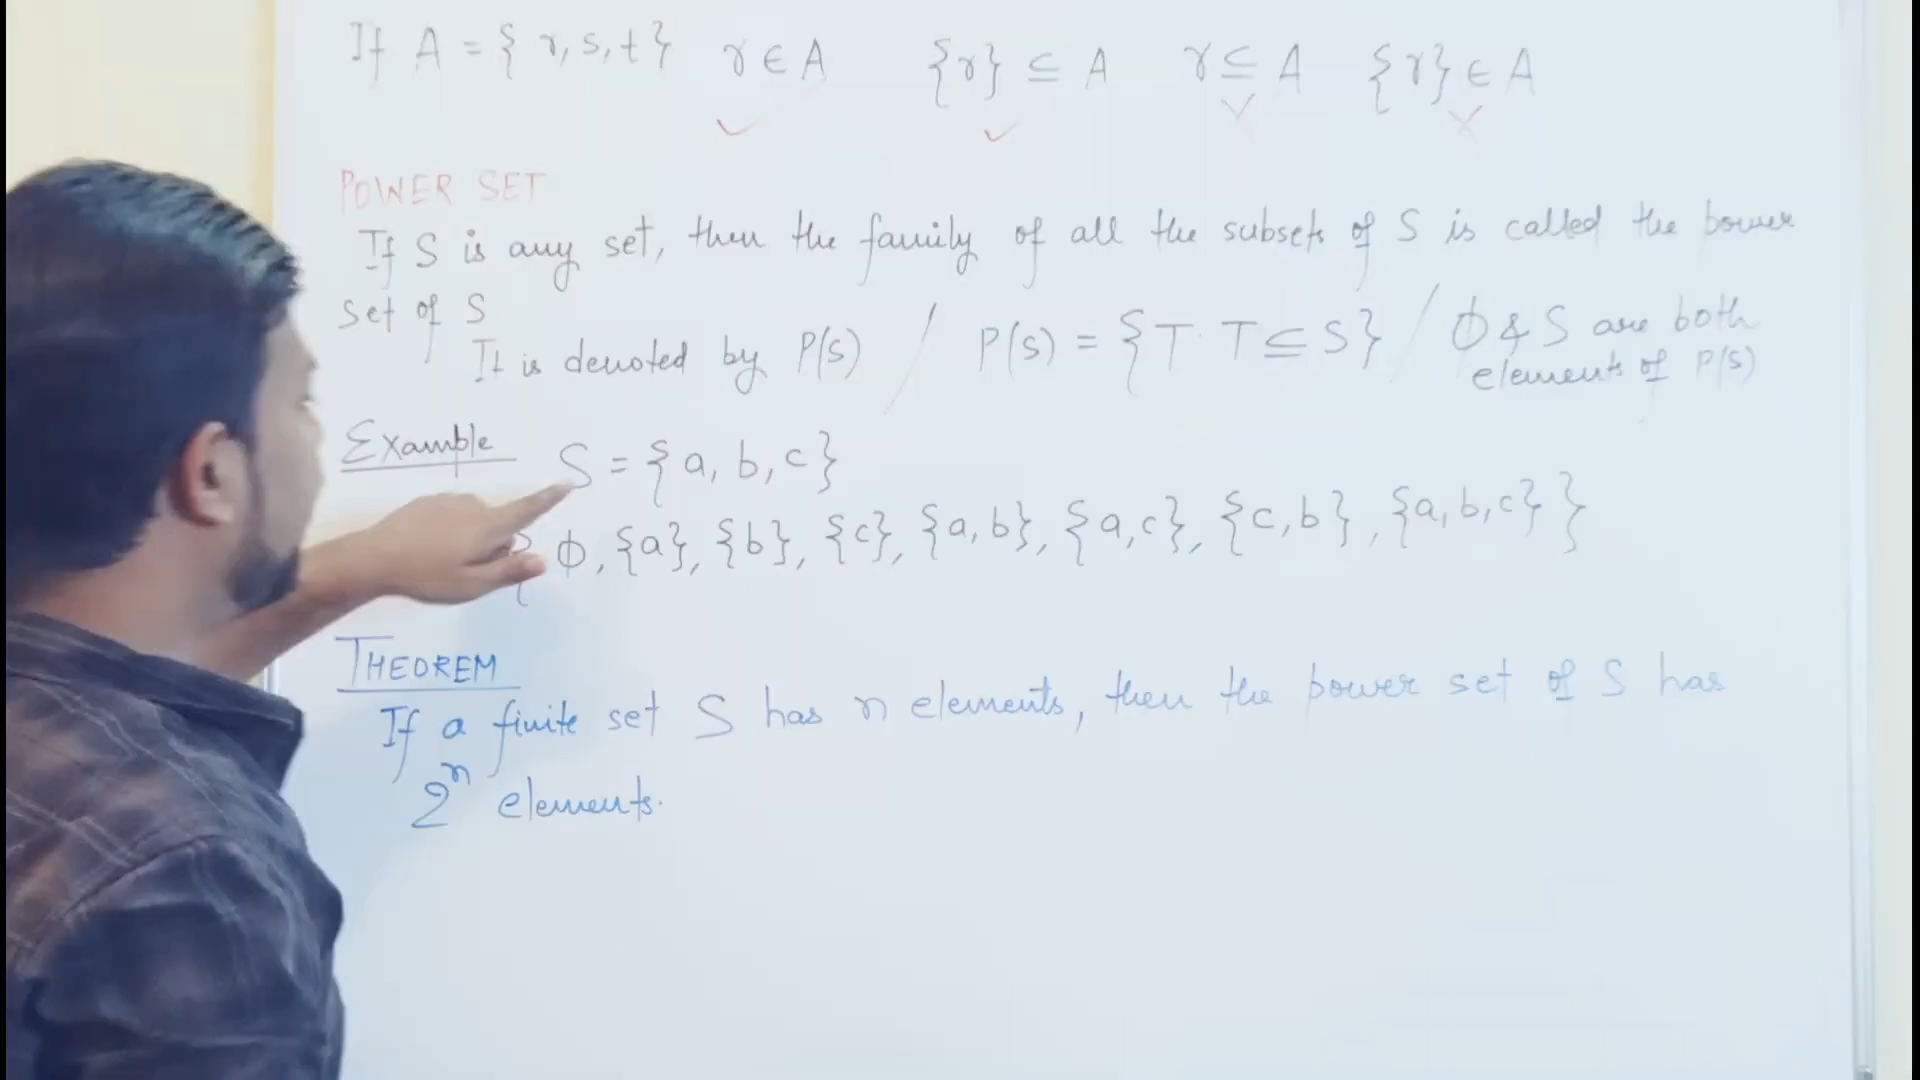 If A = { r, s, t } r ∈ A {r} ⊆ A r ⊆ A {r} ∈ A
✓ ✓ × ×
POWER SET
If S is any set, then the family of all the subsets of S is called the power
set of S
It is denoted by P(S) / P(S) = { T T ⊆ S } / ϕ & S are both
elements of P(S)
Example S = { a, b, c }
{ ϕ, {a}, {b}, {c}, {a, b}, {a, c}, {c, b}, {a, b, c} }
THEOREM
If a finite set S has n elements, then the power set of S has
2ⁿ elements.